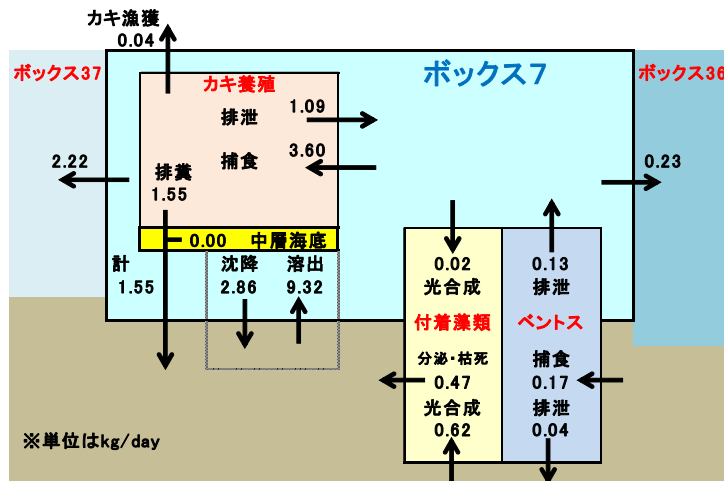 カキ漁獲
0.04
ボックス37
ボックス7
ボックス36
カキ養殖
排泄
1.09
捕食
3.60
排糞
1.55
2.22
0.23
0.00 中層海底
計
1.55
沈降
2.86
溶出
9.32
0.02
光合成
付着藻類
分泌・枯死
0.47
光合成
0.62
0.13
排泄
ベントス
捕食
0.17
排泄
0.04
※単位はkg/day